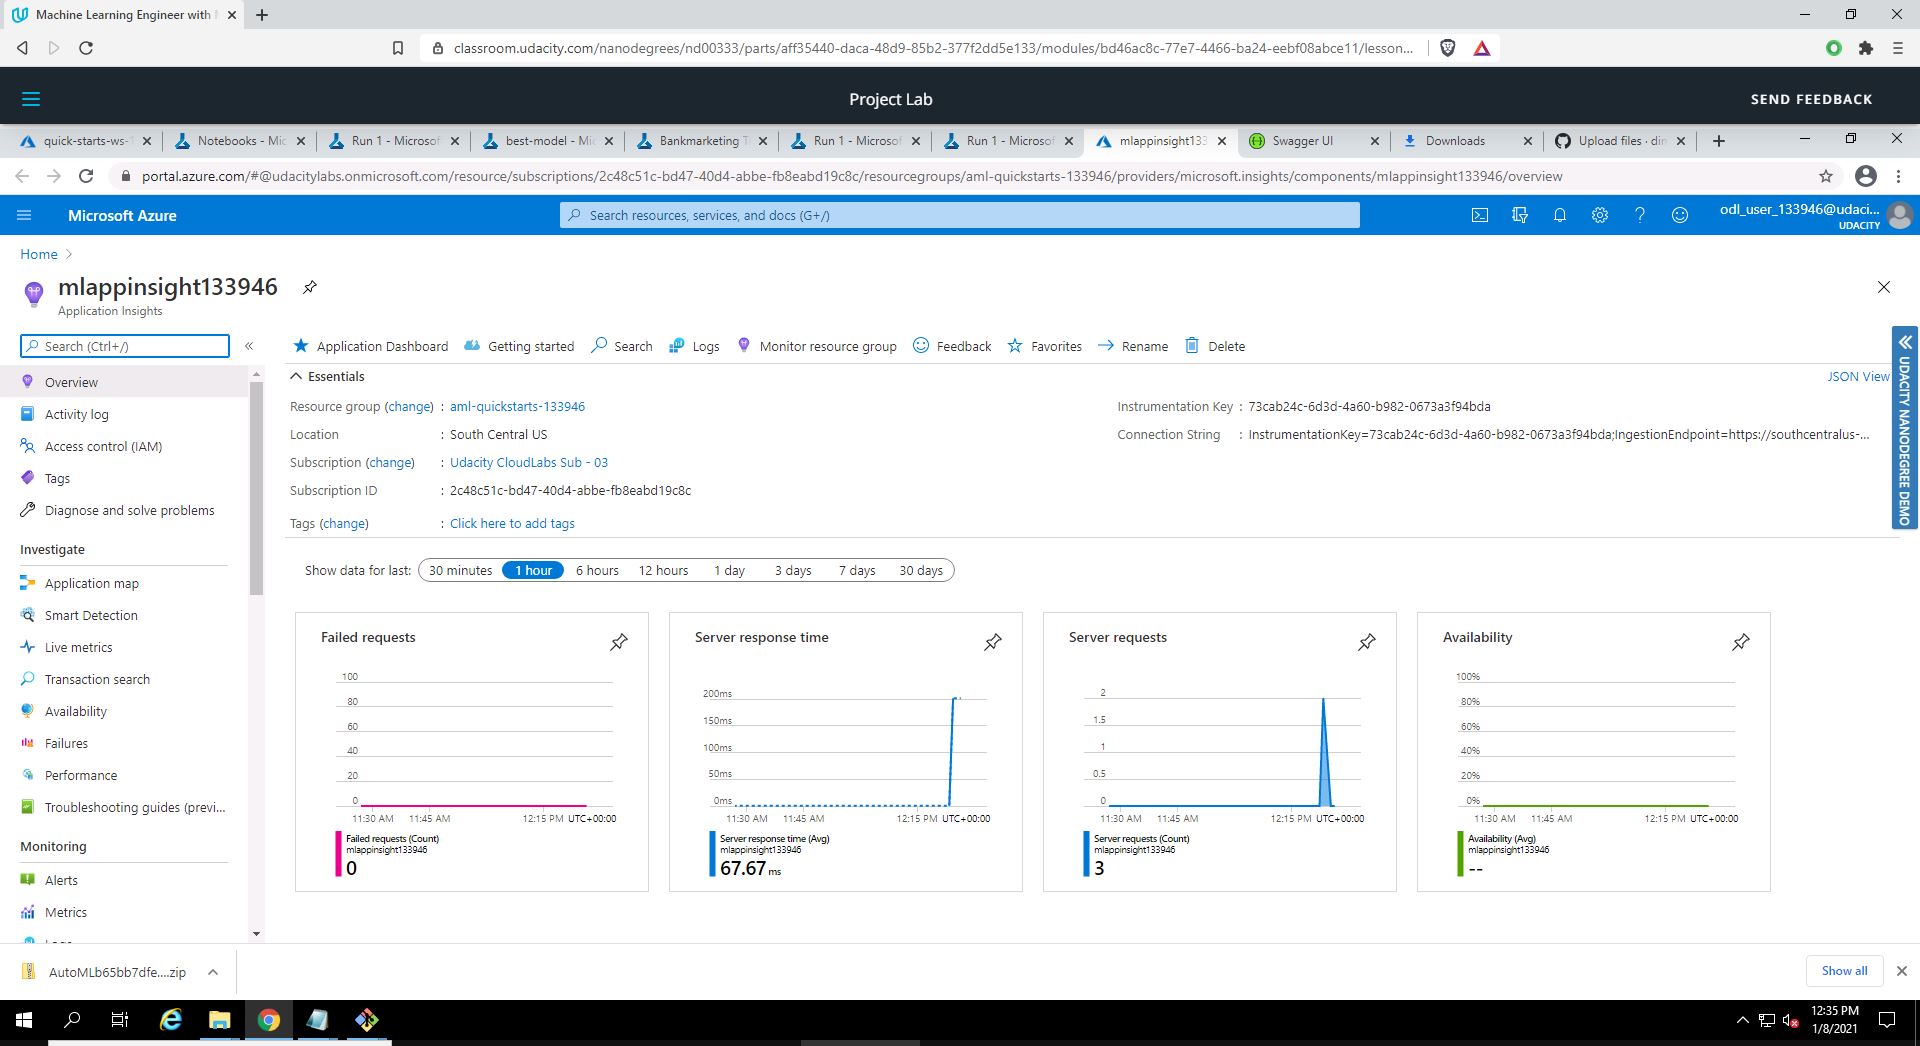 Machine Learning Engineer with
classroom.udacity.com/nanodegrees/nd00333/parts/aff35440-daca-48d9-85b2-377f2dd5e133/modules/bd46ac8c-77e7-4466-ba24-eebf08abce11/lesson...
Project Lab
SEND FEEDBACK
quick-starts-ws-1
Notebooks - Mic
Run 1 - Microsof
best-model - Mi
Bankmarketing T
Run 1 - Microsof
Run 1 - Microsof
mlappinsight133
Swagger UI
Downloads
Upload files · din
portal.azure.com/#@udacitylabs.onmicrosoft.com/resource/subscriptions/2c48c51c-bd47-40d4-abbe-fb8eabd19c8c/resourcegroups/aml-quickstarts-133946/providers/microsoft.insights/components/mlappinsight133946/overview
Microsoft Azure
Search resources, services, and docs (G+/)
odl_user_133946@udaci...
UDACITY
Home
mlappinsight133946
Application Insights
Search (Ctrl+/)
Overview
Activity log
Access control (IAM)
Tags
Diagnose and solve problems
Investigate
Application map
Smart Detection
Live metrics
Transaction search
Availability
Failures
Performance
Troubleshooting guides (previ...
Monitoring
Alerts
Metrics
Logs
Application Dashboard
Getting started
Search
Logs
Monitor resource group
Feedback
Favorites
Rename
Delete
Essentials
JSON View
Resource group (change) : aml-quickstarts-133946
Location : South Central US
Subscription (change) : Udacity CloudLabs Sub - 03
Subscription ID : 2c48c51c-bd47-40d4-abbe-fb8eabd19c8c
Tags (change) : Click here to add tags
Instrumentation Key : 73cab24c-6d3d-4a60-b982-0673a3f94bda
Connection String : InstrumentationKey=73cab24c-6d3d-4a60-b982-0673a3f94bda;IngestionEndpoint=https://southcentralus-...
UDACITY NANODEGREE DEMO
Show data for last: 30 minutes 1 hour 6 hours 12 hours 1 day 3 days 7 days 30 days
Failed requests
100
80
60
40
20
0
11:30 AM 11:45 AM 12:15 PM UTC+00:00
Failed requests (Count)
mlappinsight133946
0
Server response time
200ms
150ms
100ms
50ms
0ms
11:30 AM 11:45 AM 12:15 PM UTC+00:00
Server response time (Avg)
mlappinsight133946
67.67 ms
Server requests
2
1.5
1
0.5
0
11:30 AM 11:45 AM 12:15 PM UTC+00:00
Server requests (Count)
mlappinsight133946
3
Availability
100%
80%
60%
40%
20%
0%
11:30 AM 11:45 AM 12:15 PM UTC+00:00
Availability (Avg)
mlappinsight133946
--
AutoMLb65bb7dfe....zip
Show all
12:35 PM
1/8/2021